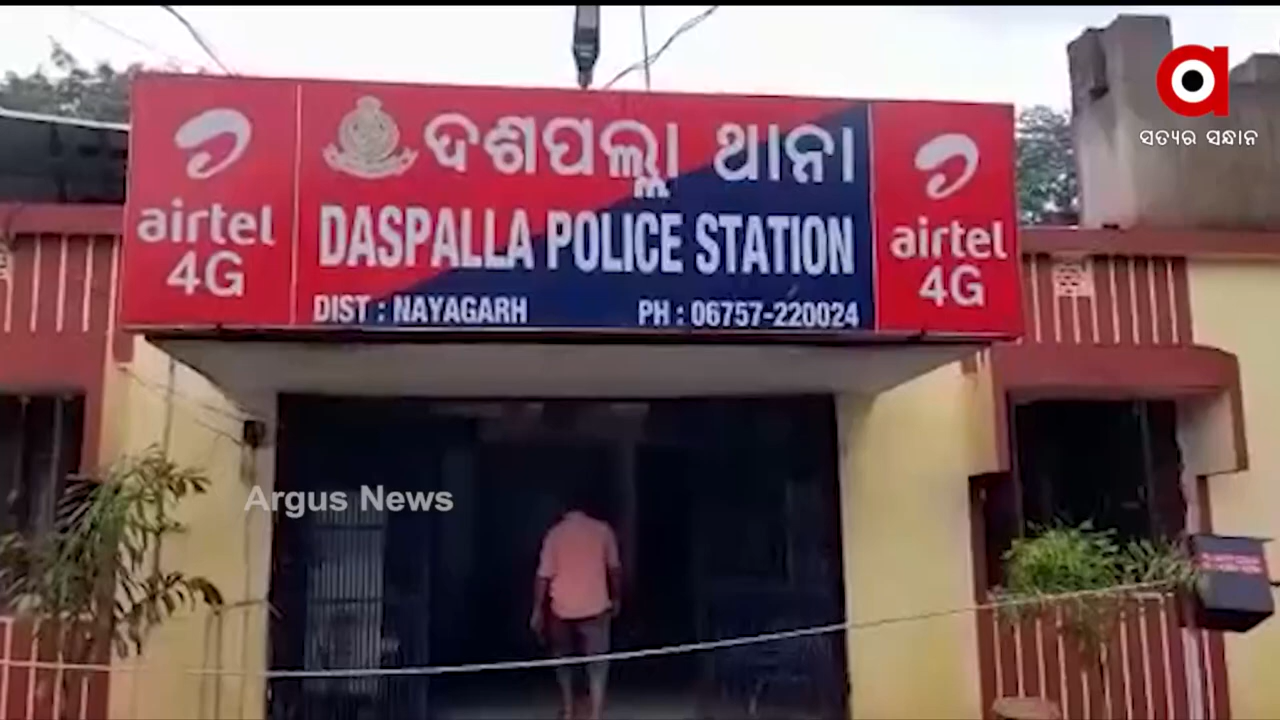 airtel
4G
ଦଶପଲ୍ଲା ଥାନା
DASPALLA POLICE STATION
DIST : NAYAGARH PH : 06757-220024
airtel
4G
ସତ୍ୟର ସନ୍ଧାନ
Argus News